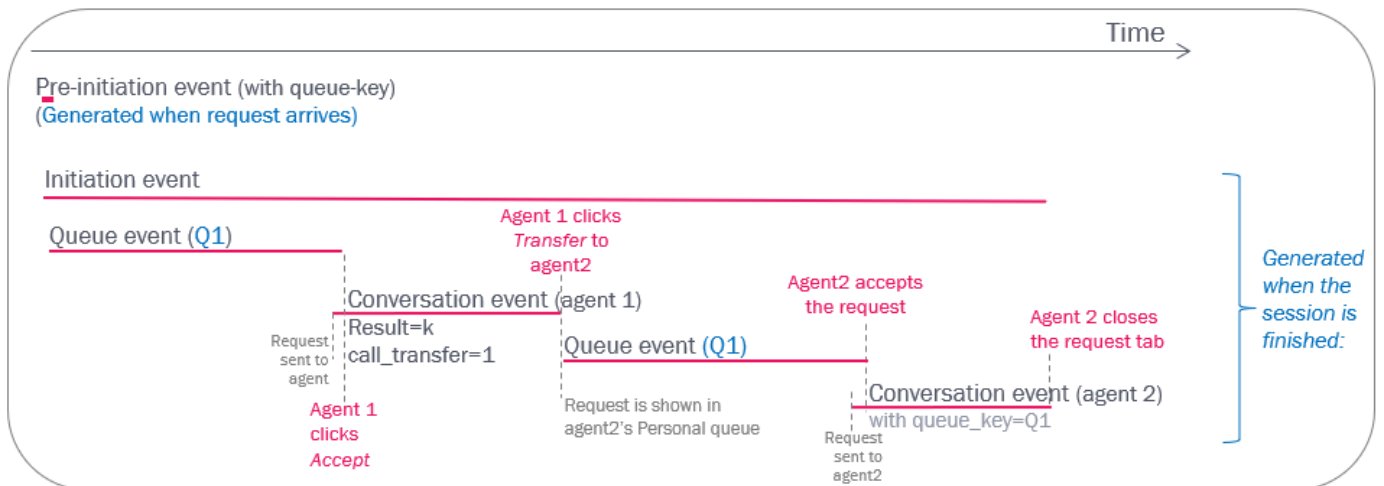 Time
Pre-initiation event (with queue-key)
(Generated when request arrives)
Initiation event
Queue event (Q1)
Agent 1 clicks
Transfer to
agent2
Conversation event (agent 1)
Result=k
call_transfer=1
Request
sent to
agent
Agent 1
clicks
Accept
Queue event (Q1)
Request is shown in
agent2's Personal queue
Agent2 accepts
the request
Conversation event (agent 2)
with queue_key=Q1
Request
sent to
agent2
Agent 2 closes
the request tab
Generated
when the
session is
finished: